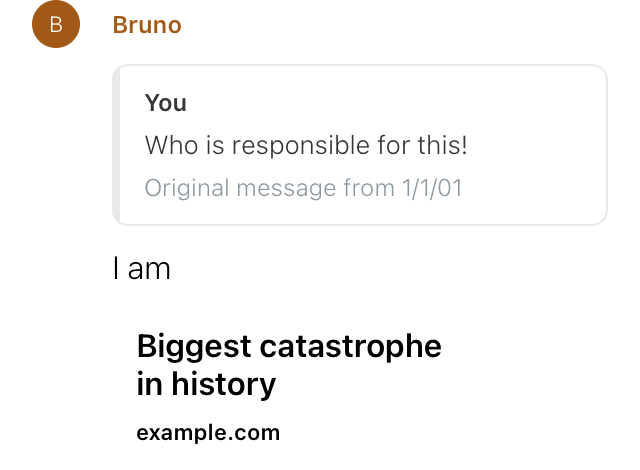 B
Bruno
You
Who is responsible for this!
Original message from 1/1/01
I am
Biggest catastrophe
in history
example.com